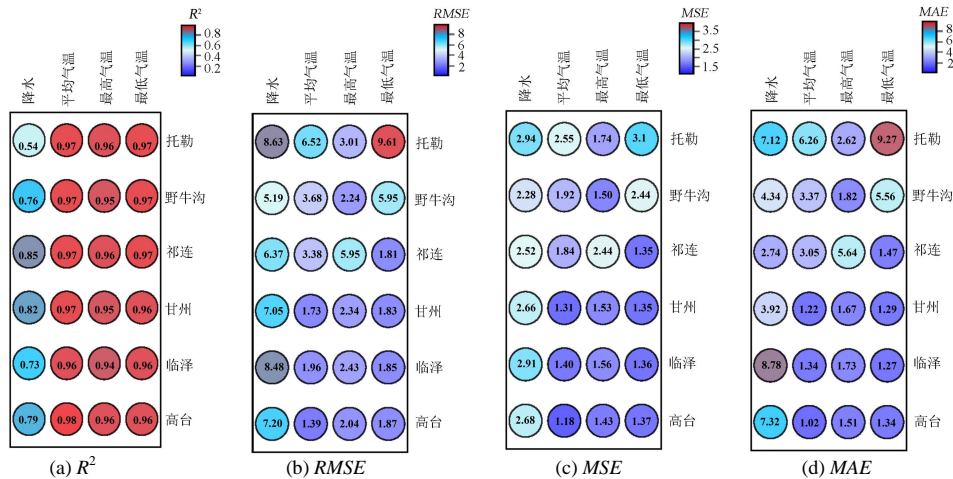 R²
0.8
0.6
0.4
0.2
降水
平均气温
最高气温
最低气温
0.54 0.97 0.96 0.97 托勒
0.76 0.97 0.95 0.97 野牛沟
0.85 0.97 0.96 0.97 祁连
0.82 0.97 0.95 0.96 甘州
0.73 0.96 0.94 0.96 临泽
0.79 0.98 0.96 0.96 高台
(a) R²
RMSE
8
6
4
2
降水
平均气温
最高气温
最低气温
8.63 6.52 3.01 9.61 托勒
5.19 3.68 2.24 5.95 野牛沟
6.37 3.38 5.95 1.81 祁连
7.05 1.73 2.34 1.83 甘州
8.48 1.96 2.43 1.85 临泽
7.20 1.39 2.04 1.87 高台
(b) RMSE
MSE
3.5
2.5
1.5
降水
平均气温
最高气温
最低气温
2.94 2.55 1.74 3.1 托勒
2.28 1.92 1.50 2.44 野牛沟
2.52 1.84 2.44 1.35 祁连
2.66 1.31 1.53 1.35 甘州
2.91 1.40 1.56 1.36 临泽
2.68 1.18 1.43 1.37 高台
(c) MSE
MAE
8
6
4
2
降水
平均气温
最高气温
最低气温
7.12 6.26 2.62 9.27 托勒
4.34 3.37 1.82 5.56 野牛沟
2.74 3.05 5.64 1.47 祁连
3.92 1.22 1.67 1.29 甘州
8.78 1.34 1.73 1.27 临泽
7.32 1.02 1.51 1.34 高台
(d) MAE